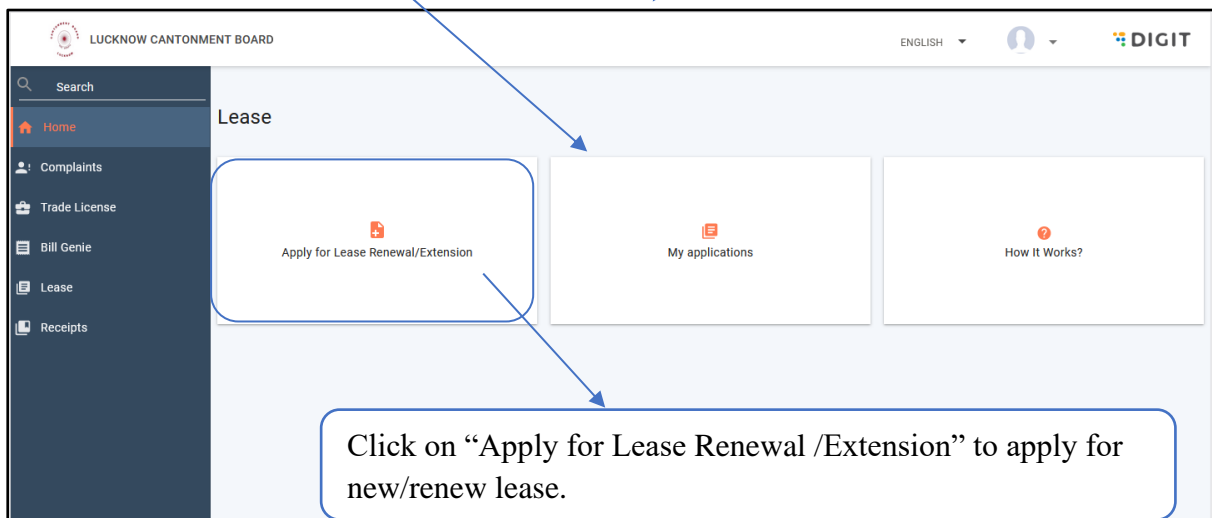 LUCKNOW CANTONMENT BOARD
ENGLISH
DIGIT
Search
Home
Complaints
Trade License
Bill Genie
Lease
Receipts
Lease
Apply for Lease Renewal/Extension
My applications
How It Works?
Click on “Apply for Lease Renewal /Extension” to apply for
new/renew lease.